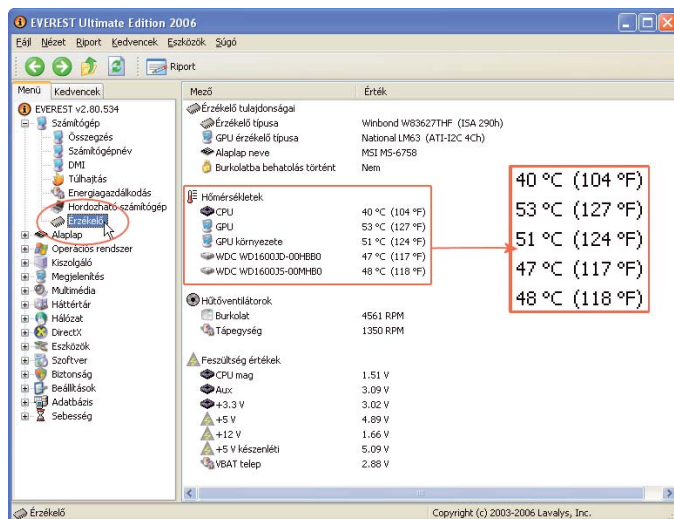 EVEREST Ultimate Edition 2006
Fájl Nézet Riport Kedvencek Eszközök Súgó
Riport
Menü Kedvencek
EVEREST v2.80.534
Számítógép
Összegzés
Számítógépnév
DMI
Túlhajtás
Energiagazdálkodás
Hordozható számítógép
Érzékelő
Alaplap
Operációs rendszer
Kiszolgáló
Megjelenítés
Multimédia
Háttértár
Hálózat
DirectX
Eszközök
Szoftver
Biztonság
Beállítások
Adatbázis
Sebesség
Mező Érték
Érzékelő tulajdonságai
Érzékelő típusa Winbond W83627THF (ISA 290h)
GPU érzékelő típusa National LM63 (ATI-I2C 4Ch)
Alaplap neve MSI MS-6758
Burkolatba behatolás történt Nem
Hőmérsékletek
CPU 40 °C (104 °F)
GPU 53 °C (127 °F)
GPU környezete 51 °C (124 °F)
WDC WD1600JD-00HBB0 47 °C (117 °F)
WDC WD1600JS-00MHB0 48 °C (118 °F)
Hűtőventilátorok
Burkolat 4561 RPM
Tápegység 1350 RPM
Feszültség értékek
CPU mag 1.51 V
Aux 3.09 V
+3.3 V 3.02 V
+5 V 4.89 V
+12 V 1.66 V
+5 V készenléti 5.09 V
VBAT telep 2.88 V
40 °C (104 °F)
53 °C (127 °F)
51 °C (124 °F)
47 °C (117 °F)
48 °C (118 °F)
Érzékelő Copyright (c) 2003-2006 Lavalys, Inc.